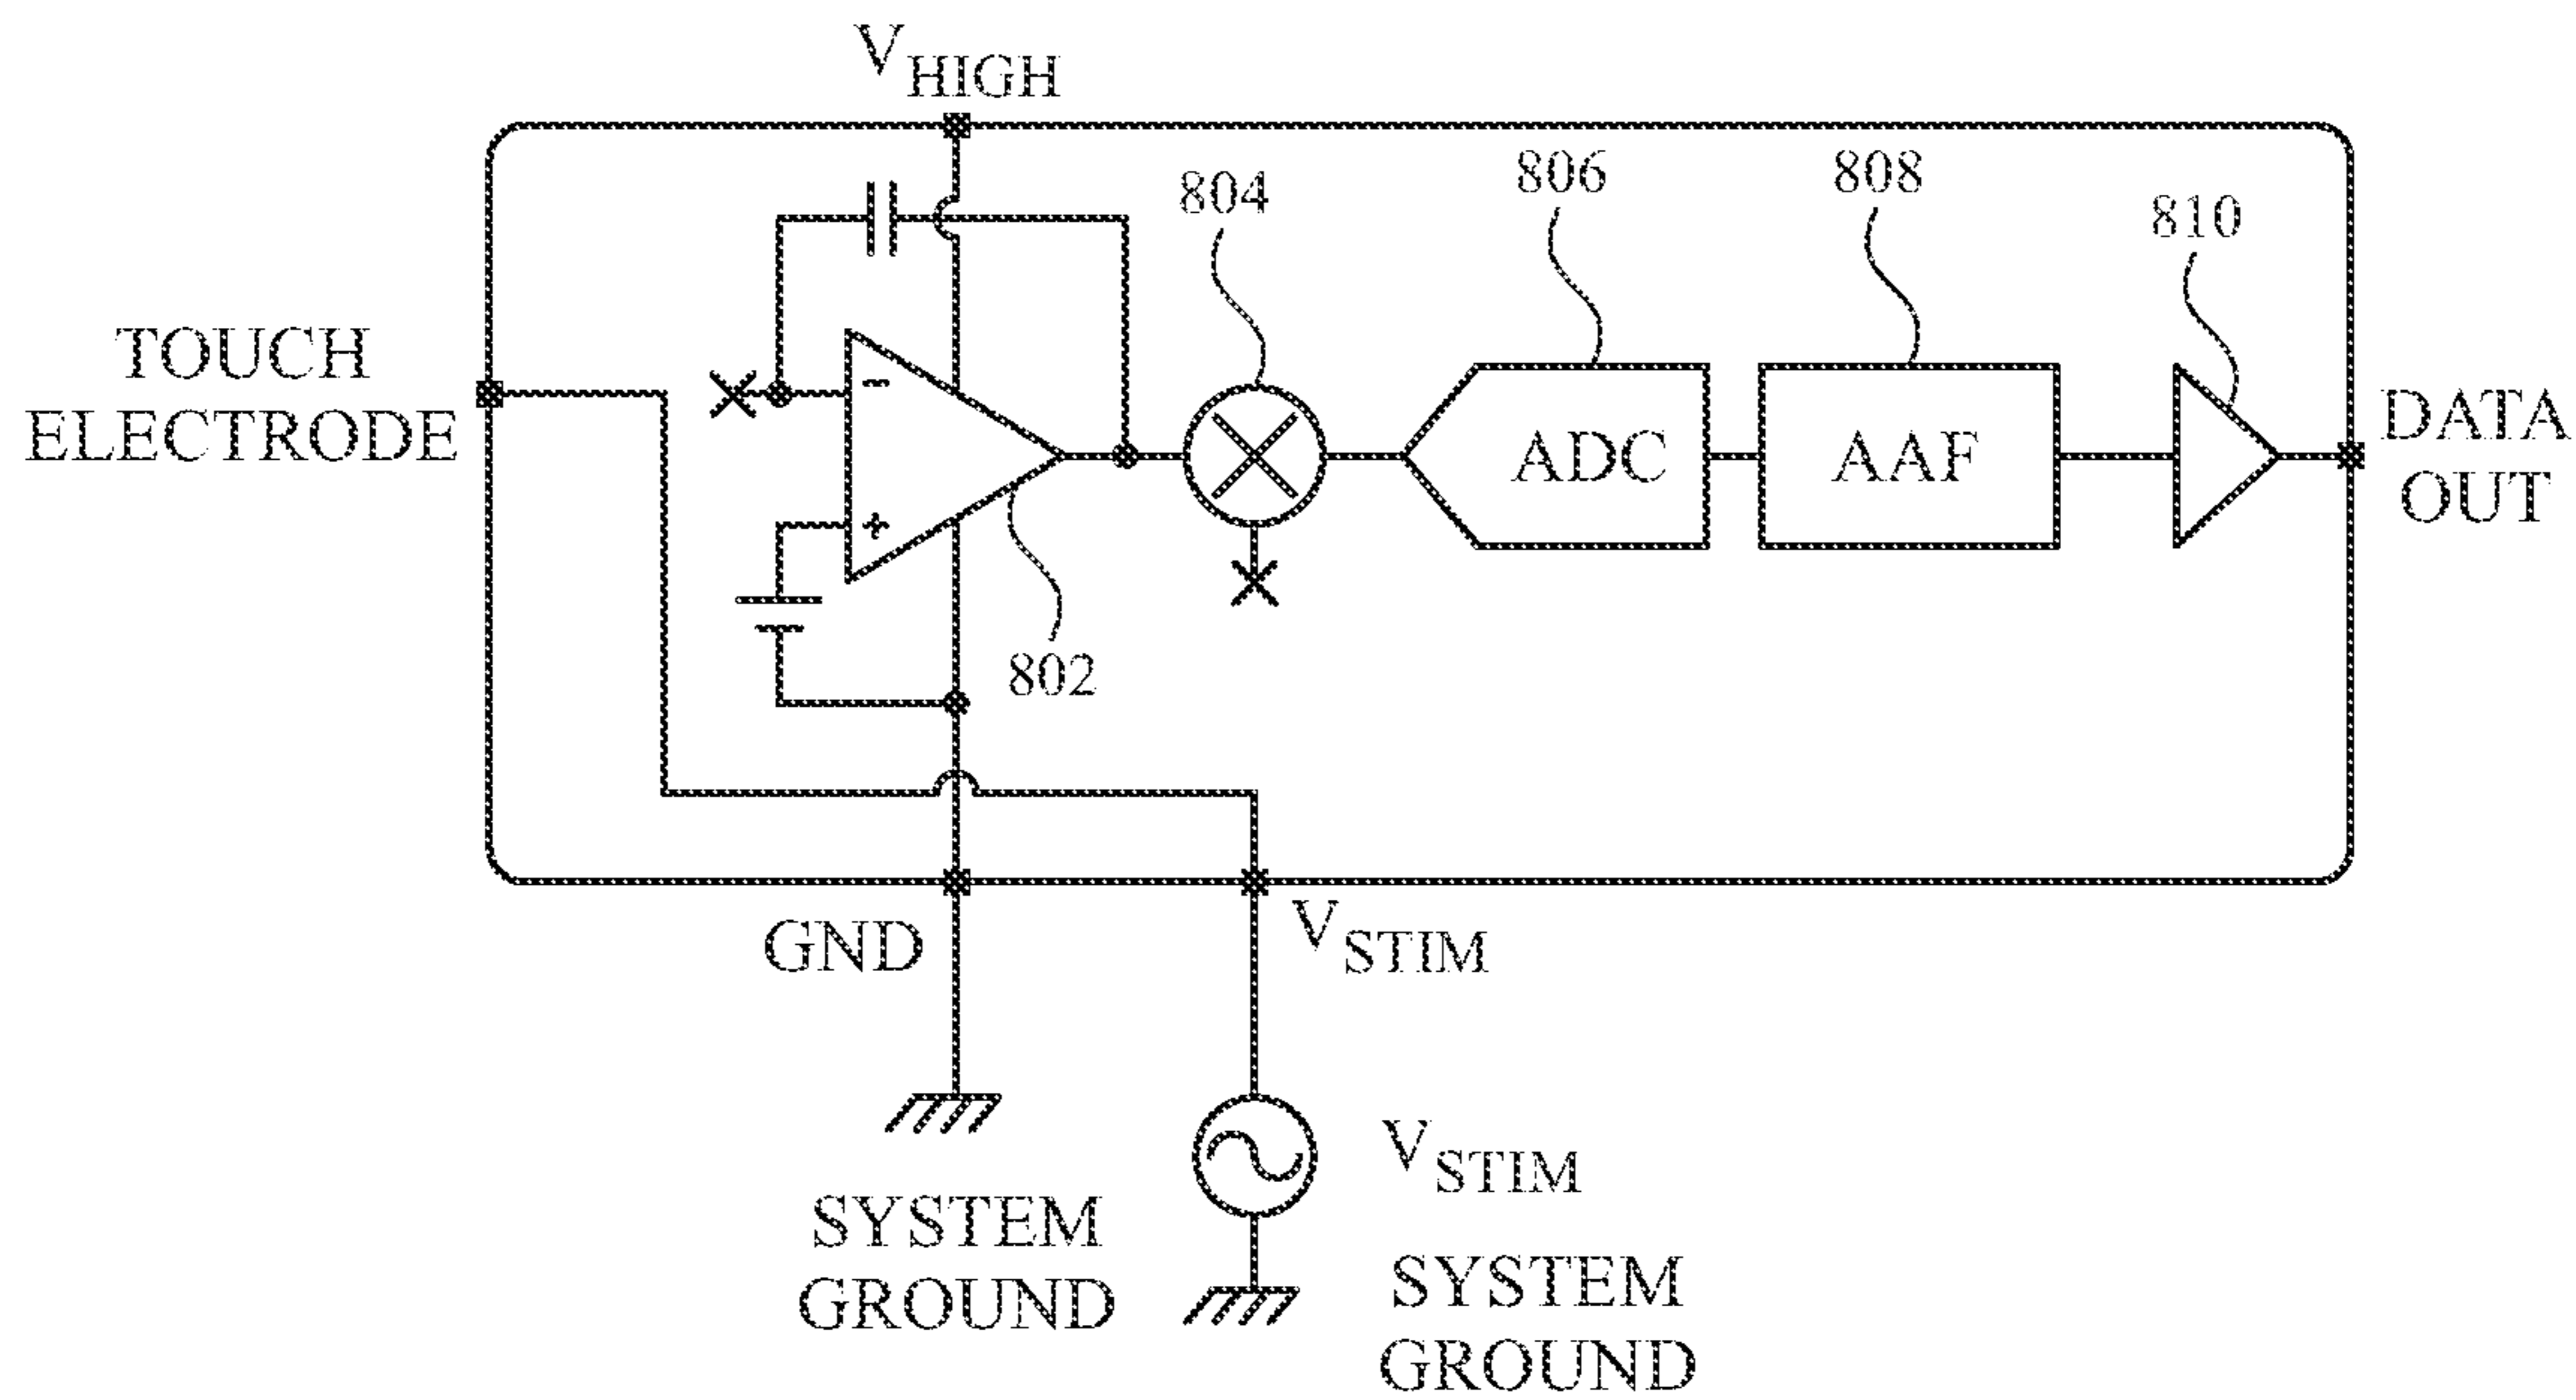 VHIGH
804
806
808
810
TOUCH
ELECTRODE
-
ADC
AAF
DATA
OUT
+
802
GND
VSTIM
VSTIM
SYSTEM
GROUND
SYSTEM
GROUND